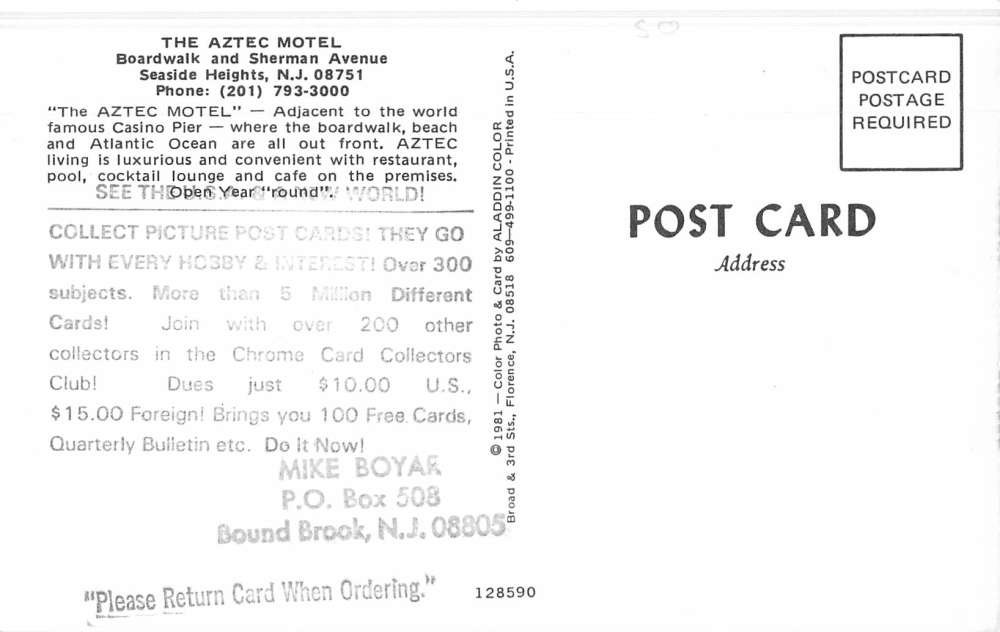 THE AZTEC MOTEL
Boardwalk and Sherman Avenue
Seaside Heights, N.J. 08751
Phone: (201) 793-3000
"The AZTEC MOTEL" — Adjacent to the world
famous Casino Pier — where the boardwalk, beach
and Atlantic Ocean are all out front. AZTEC
living is luxurious and convenient with restaurant,
pool, cocktail lounge and cafe on the premises.
Open Year "round".
SEE THE WORLD!
COLLECT PICTURE POST CARDS! THEY GO
WITH EVERY HOBBY & INTEREST! Over 300
subjects. More than 5 Million Different
Cards! Join with over 200 other
collectors in the Chrome Card Collectors
Club! Dues just $10.00 U.S.,
$15.00 Foreign! Brings you 100 Free Cards,
Quarterly Bulletin etc. Do It Now!
MIKE BOYAR
P.O. Box 508
Bound Brook, N.J. 08805
"Please Return Card When Ordering."
128590
© 1981 — Color Photo & Card by ALADDIN COLOR
Broad & 3rd Sts., Florence, N.J. 08518 609-499-1100 - Printed in U.S.A.
POSTCARD
POSTAGE
REQUIRED
POST CARD
Address